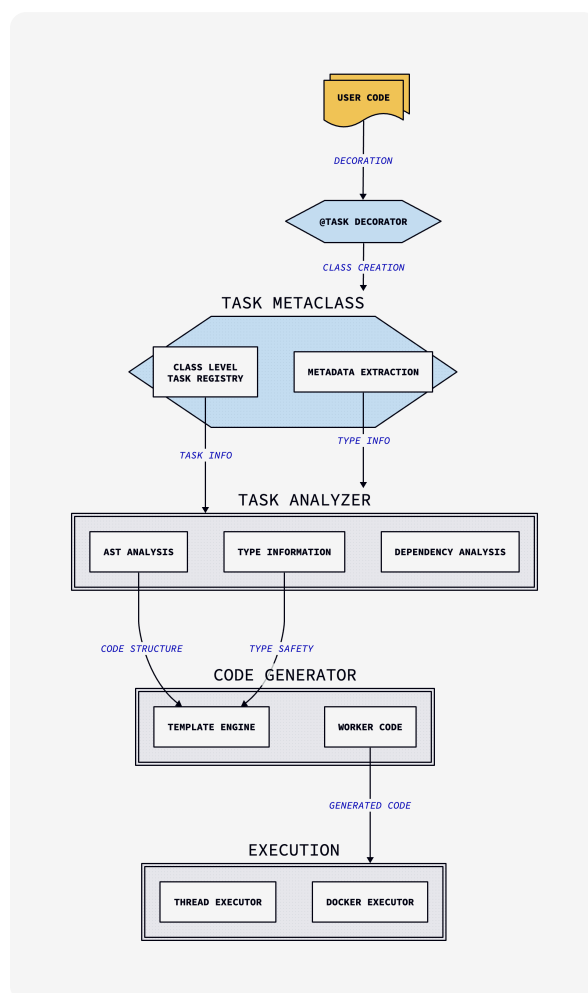 USER CODE
DECORATION
@TASK DECORATOR
CLASS CREATION
TASK METACLASS
CLASS LEVEL
TASK REGISTRY
METADATA EXTRACTION
TYPE INFO
TASK INFO
TASK ANALYZER
AST ANALYSIS
TYPE INFORMATION
DEPENDENCY ANALYSIS
CODE STRUCTURE
TYPE SAFETY
CODE GENERATOR
TEMPLATE ENGINE
WORKER CODE
GENERATED CODE
EXECUTION
THREAD EXECUTOR
DOCKER EXECUTOR